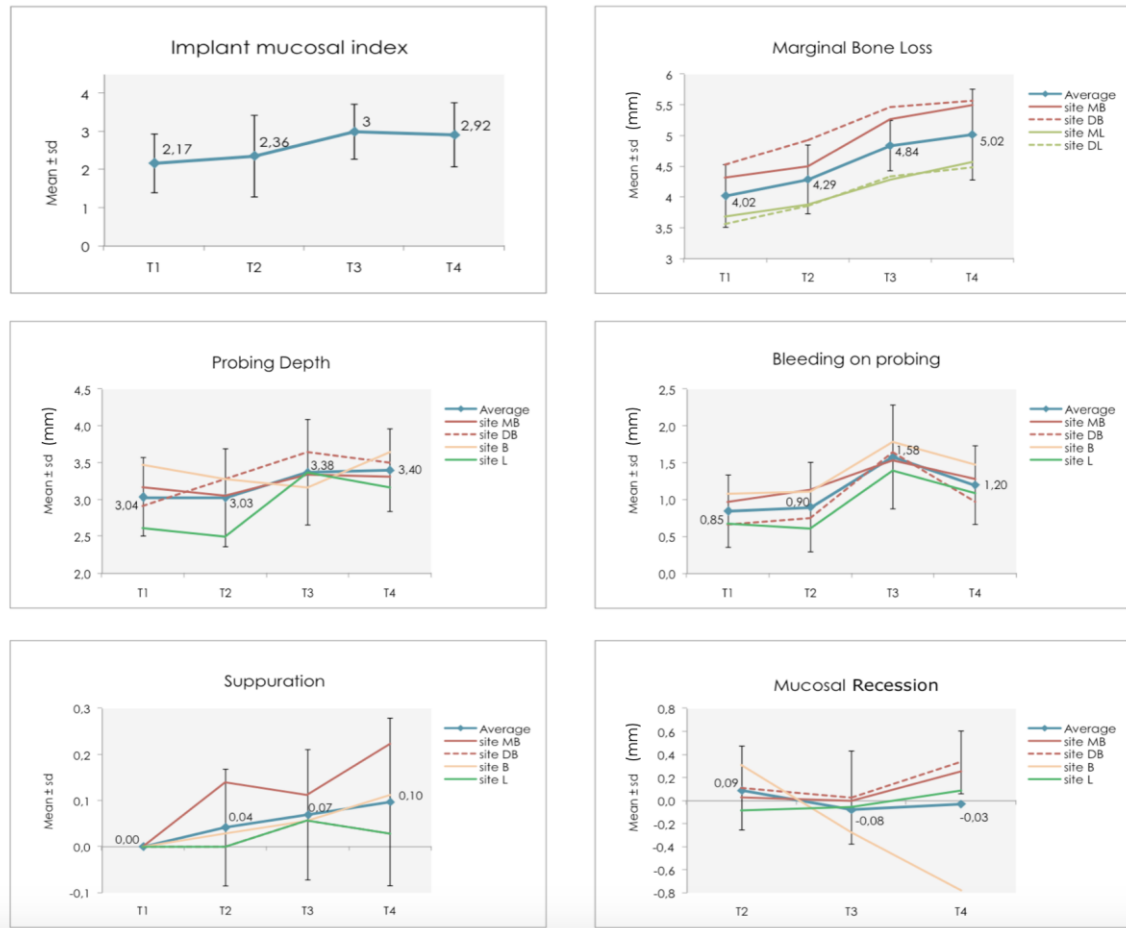 Implant mucosal index
Mean ± sd
4
3
2
1
0
2,17
2,36
3
2,92
T1 T2 T3 T4
Marginal Bone Loss
Mean ± sd (mm)
6
5,5
5
4,5
4
3,5
3
4,02
4,29
4,84
5,02
T1 T2 T3 T4
Average
site MB
site DB
site ML
site DL
Probing Depth
Mean ± sd (mm)
4,5
4,0
3,5
3,0
2,5
2,0
3,04
3,03
3,38
3,40
T1 T2 T3 T4
Average
site MB
site DB
site B
site L
Bleeding on probing
Mean ± sd (mm)
2,5
2,0
1,5
1,0
0,5
0,0
0,85
0,90
1,58
1,20
T1 T2 T3 T4
Average
site MB
site DB
site B
site L
Suppuration
Mean ± sd
0,3
0,2
0,1
0,0
-0,1
0,00
0,04
0,07
0,10
T1 T2 T3 T4
Average
site MB
site DB
site B
site L
Mucosal Recession
Mean ± sd (mm)
0,8
0,6
0,4
0,2
0,0
-0,2
-0,4
-0,6
-0,8
0,09
-0,08
-0,03
T2 T3 T4
Average
site MB
site DB
site B
site L